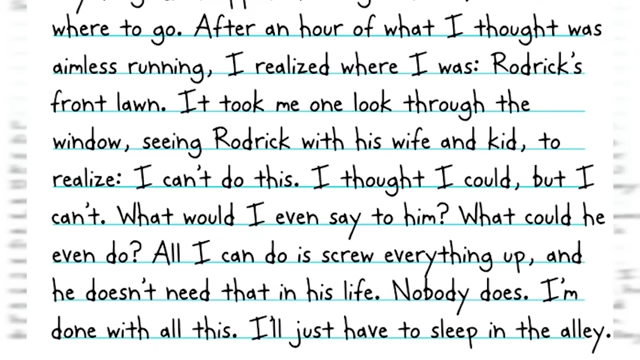 where to go. After an hour of what I thought was
aimless running, I realized where I was: Rodrick's
front lawn. It took me one look through the
window, seeing Rodrick with his wife and kid, to
realize: I can't do this. I thought I could, but I
can't. What would I even say to him? What could he
even do? All I can do is screw everything up, and
he doesn't need that in his life. Nobody does. I'm
done with all this. I'll just have to sleep in the alley.